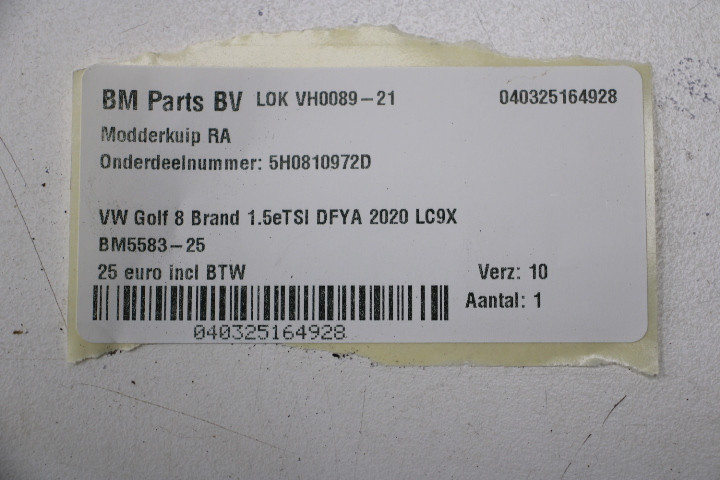 BM Parts BV LOK VH0089-21 040325164928
Modderkuip RA
Onderdeelnummer: 5H0810972D
VW Golf 8 Brand 1.5eTSI DFYA 2020 LC9X
BM5583-25
25 euro incl BTW Verz: 10
Aantal: 1
040325164928